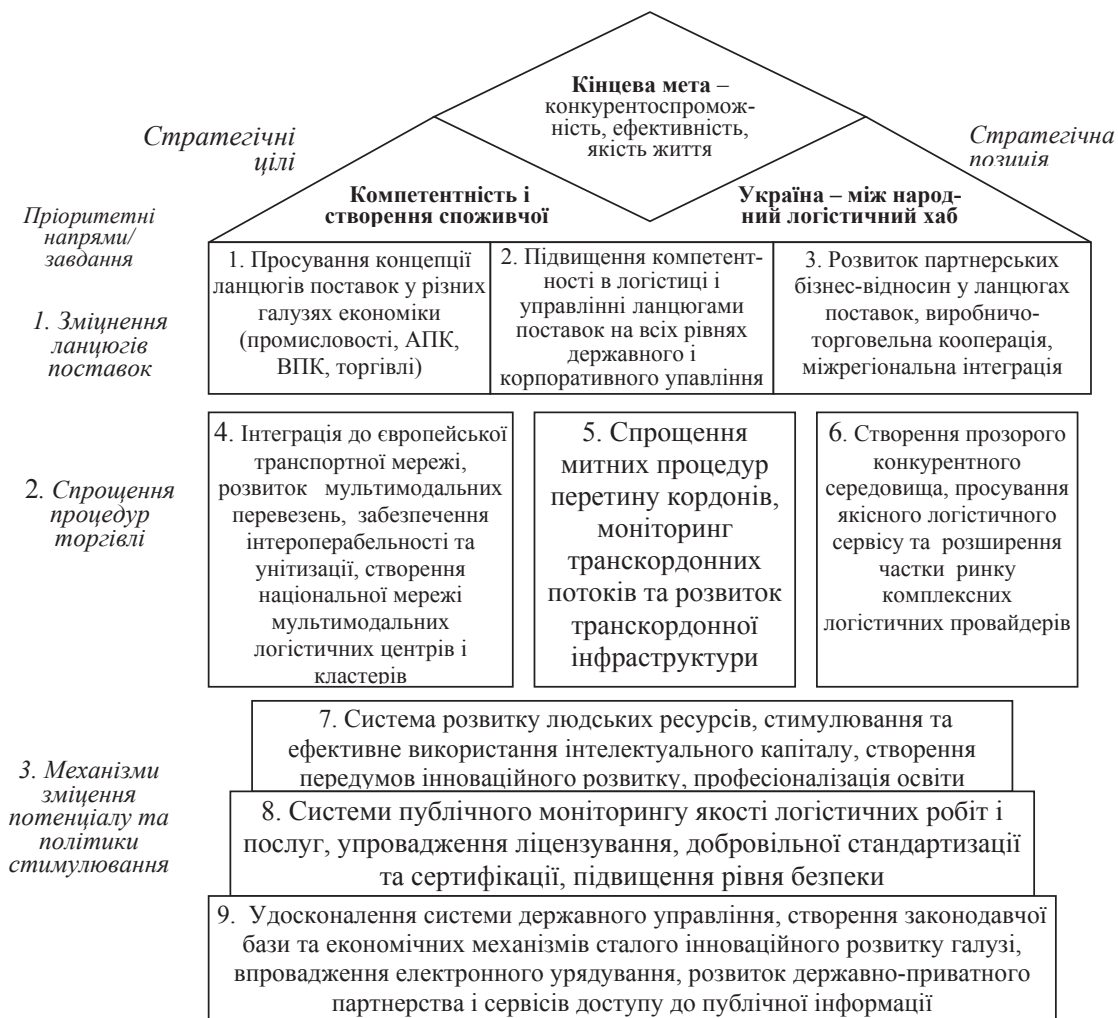 Кінцева мета –
конкурентоспромож-
ність, ефективність,
якість життя
Стратегічні
цілі
Стратегічна
позиція
Компетентність і
створення споживчої
Україна – між народ-
ний логістичний хаб
Пріоритетні
напрями/
завдання
1. Зміцнення
ланцюгів
поставок
1. Просування концепції
ланцюгів поставок у різних
галузях економіки
(промисловості, АПК,
ВПК, торгівлі)
2. Підвищення компетент-
ності в логістиці і
управлінні ланцюгами
поставок на всіх рівнях
державного і
корпоративного упавління
3. Розвиток партнерських
бізнес-відносин у ланцюгах
поставок, виробничо-
торговельна кооперація,
міжрегіональна інтеграція
2. Спрощення
процедур
торгівлі
4. Інтеграція до європейської
транспортної мережі,
розвиток мультимодальних
перевезень, забезпечення
інтероперабельності та
унітизації, створення
національної мережі
мультимодальних
логістичних центрів і
кластерів
5. Спрощення
митних процедур
перетину кордонів,
моніторинг
транскордонних
потоків та розвиток
транскордонної
інфраструктури
6. Створення прозорого
конкурентного
середовища, просування
якісного логістичного
сервісу та розширення
частки ринку
комплексних
логістичних провайдерів
3. Механізми
зміцення
потенціалу та
політики
стимулювання
7. Система розвитку людських ресурсів, стимулювання та
ефективне використання інтелектуального капіталу, створення
передумов інноваційного розвитку, професіоналізація освіти
8. Системи публічного моніторингу якості логістичних робіт і
послуг, упровадження ліцензування, добровільної стандартизації
та сертифікації, підвищення рівня безпеки
9. Удосконалення системи державного управління, створення законодавчої
бази та економічних механізмів сталого інноваційного розвитку галузі,
впровадження електронного урядування, розвиток державно-приватного
партнерства і сервісів доступу до публічної інформації